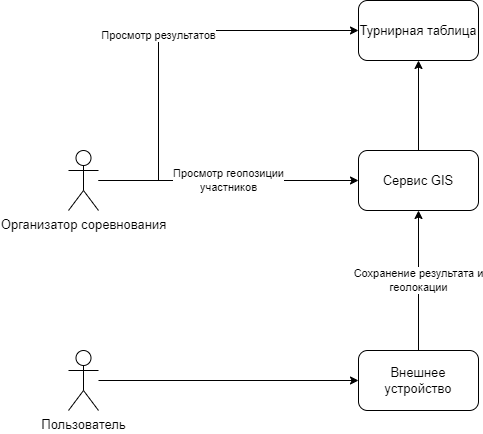 Турнирная таблица
Просмотр результатов
Просмотр геопозиции
участников
Сервис GIS
Организатор соревнования
Сохранение результата и
геолокации
Внешнее
устройство
Пользователь